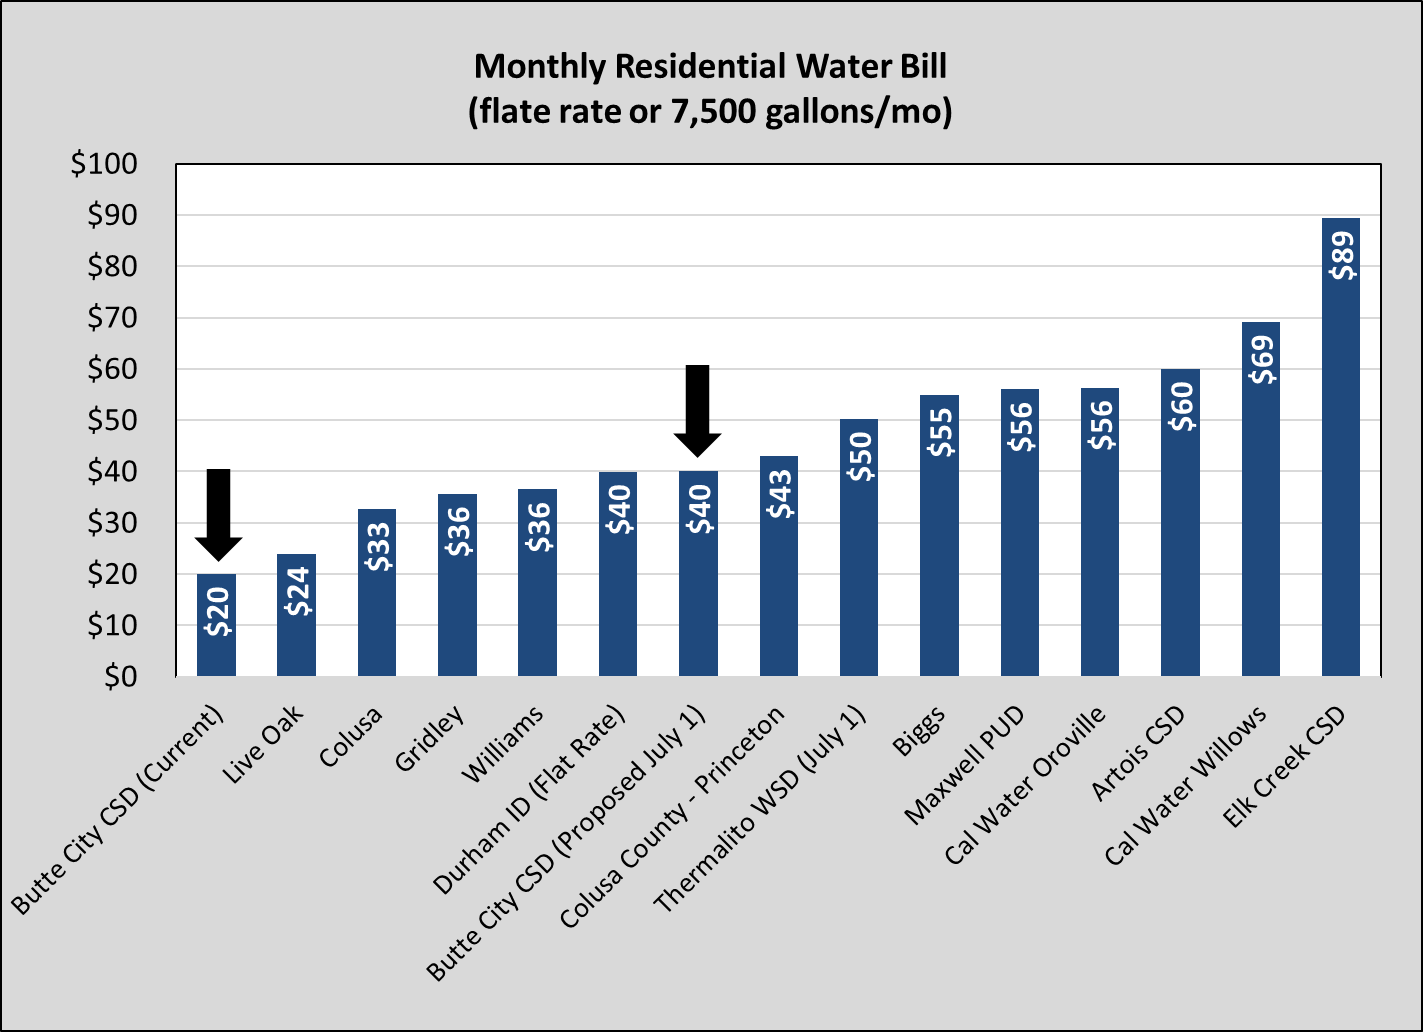 Monthly Residential Water Bill
(flate rate or 7,500 gallons/mo)
$100
$90
$80
$70
$60
$50
$40
$30
$20
$10
$0
$20
$24
$33
$36
$36
$40
$40
$43
$50
$55
$56
$56
$60
$69
$89
Butte City CSD (Current)
Live Oak
Colusa
Gridley
Williams
Durham ID (Flat Rate)
Butte City CSD (Proposed July 1)
Colusa County - Princeton
Thermalito WSD (July 1)
Biggs
Maxwell PUD
Cal Water Oroville
Artois CSD
Cal Water Willows
Elk Creek CSD